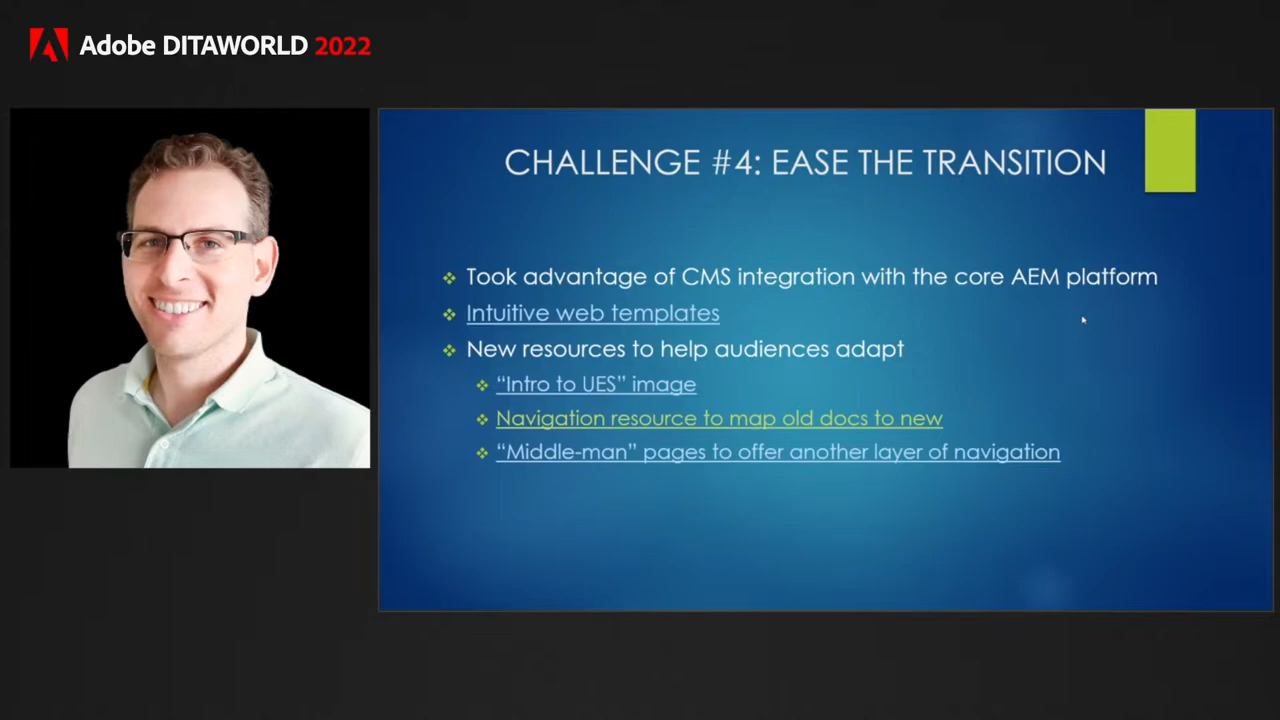 Adobe DITAWORLD 2022
CHALLENGE #4: EASE THE TRANSITION
Took advantage of CMS integration with the core AEM platform
Intuitive web templates
New resources to help audiences adapt
“Intro to UES” image
Navigation resource to map old docs to new
“Middle-man” pages to offer another layer of navigation